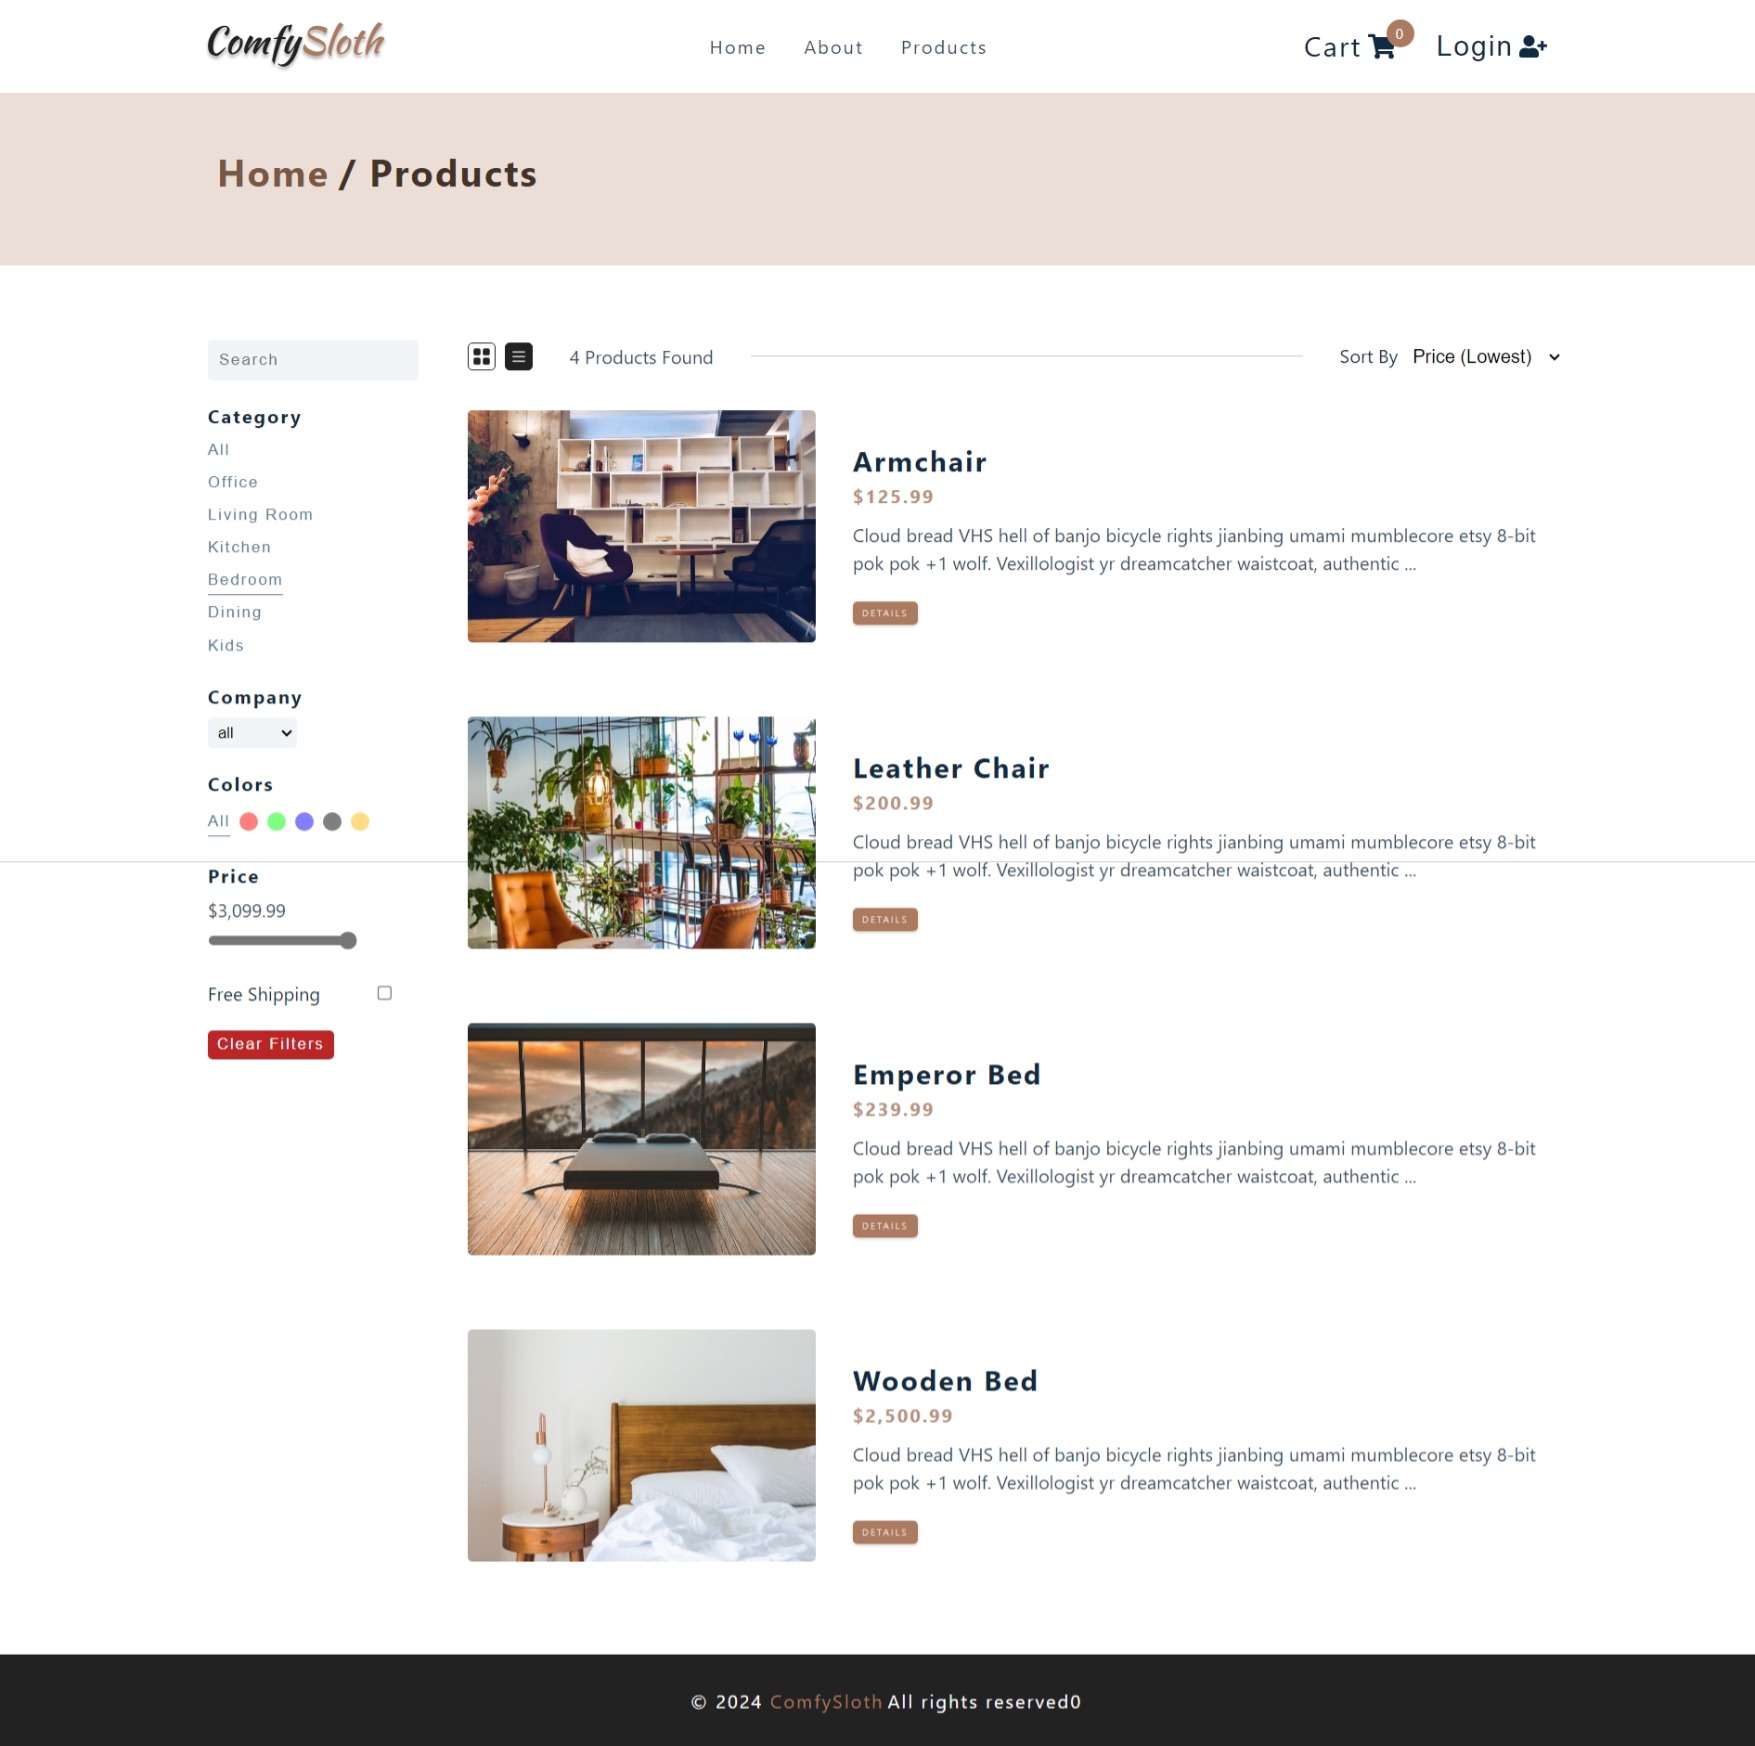 ComfySloth
Home About Products
Cart 0 Login
Home / Products
Search
Category
All
Office
Living Room
Kitchen
Bedroom
Dining
Kids
Company
all
Colors
All
Price
$3,099.99
Free Shipping
Clear Filters
4 Products Found
Sort By Price (Lowest)
Armchair
$125.99
Cloud bread VHS hell of banjo bicycle rights jianbing umami mumblecore etsy 8-bit
pok pok +1 wolf. Vexillologist yr dreamcatcher waistcoat, authentic ...
DETAILS
Leather Chair
$200.99
Cloud bread VHS hell of banjo bicycle rights jianbing umami mumblecore etsy 8-bit
pok pok +1 wolf. Vexillologist yr dreamcatcher waistcoat, authentic ...
DETAILS
Emperor Bed
$239.99
Cloud bread VHS hell of banjo bicycle rights jianbing umami mumblecore etsy 8-bit
pok pok +1 wolf. Vexillologist yr dreamcatcher waistcoat, authentic ...
DETAILS
Wooden Bed
$2,500.99
Cloud bread VHS hell of banjo bicycle rights jianbing umami mumblecore etsy 8-bit
pok pok +1 wolf. Vexillologist yr dreamcatcher waistcoat, authentic ...
DETAILS
© 2024 ComfySloth All rights reserved0